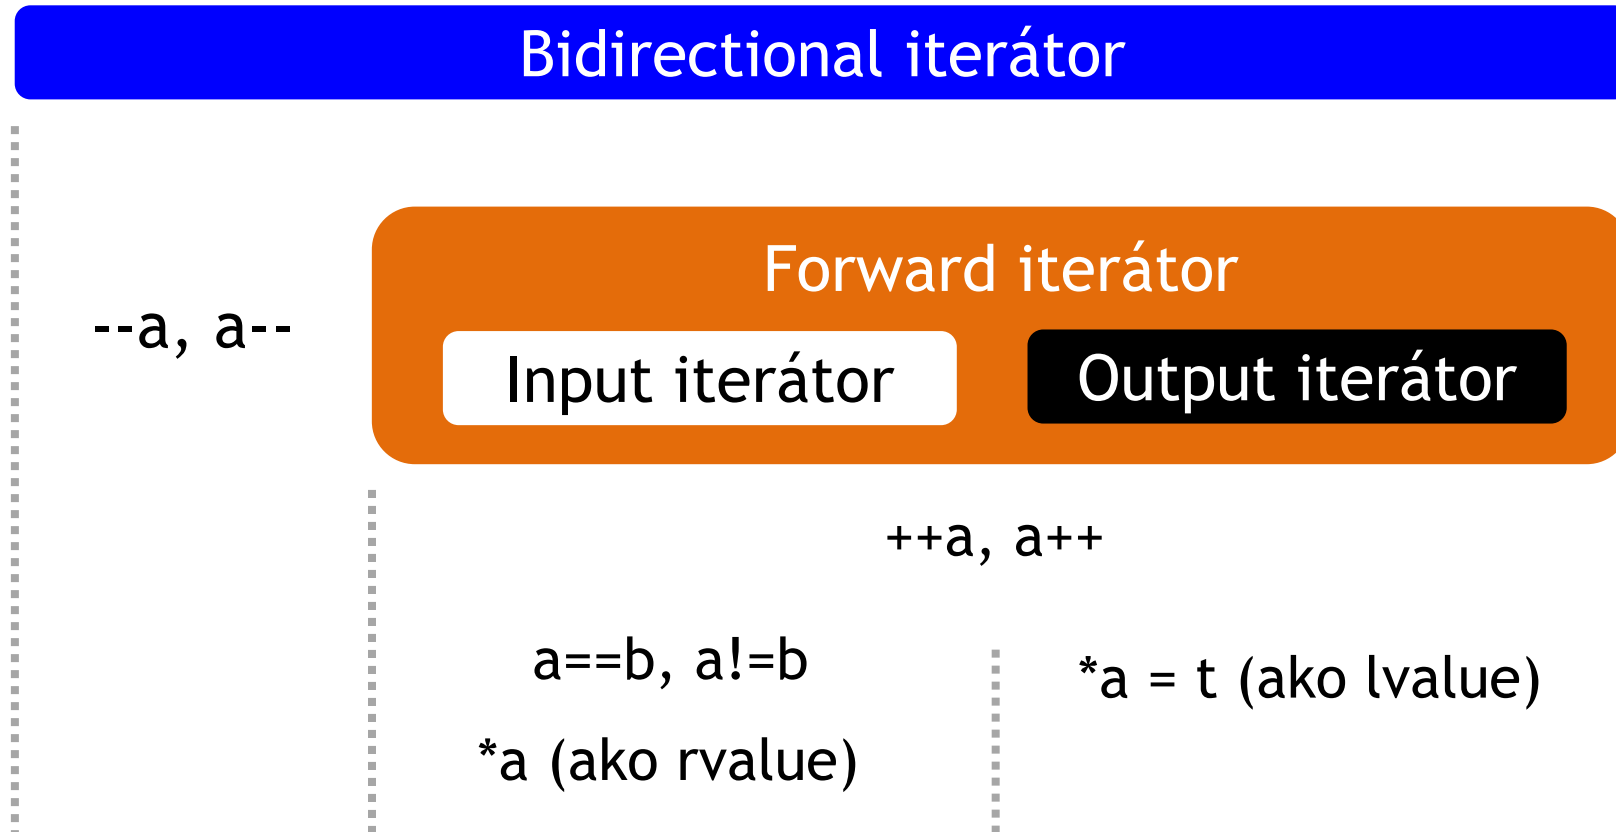 Bidirectional iterátor
Forward iterátor
--a, a--
Input iterátor
Output iterátor
++a, a++
a==b, a!=b
*a = t (ako lvalue)
*a (ako rvalue)